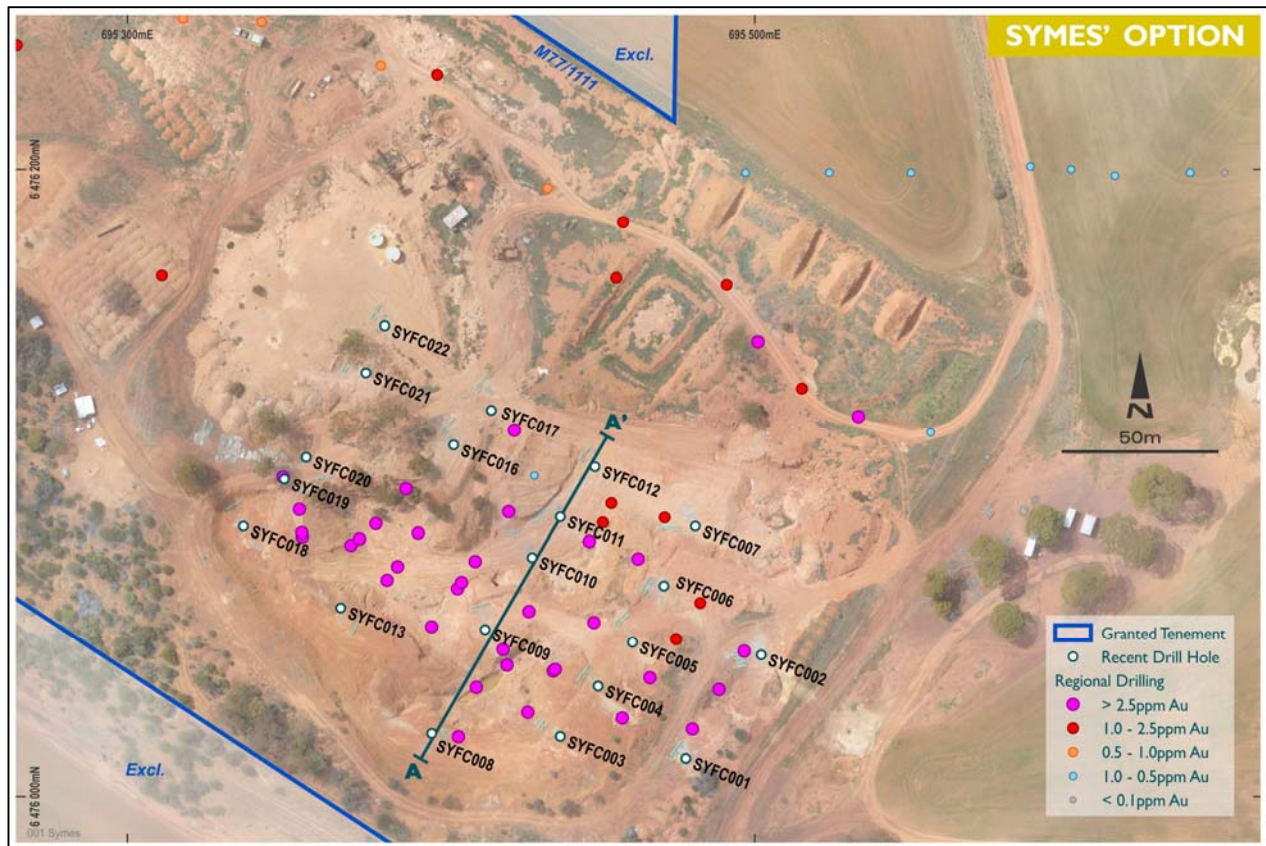 695 300mE
695 500mE
SYMES' OPTION
Excl.
M77/1111
6 476 200mN
SYFC022
SYFC021
SYFC017
A'
N
50m
SYFC016
SYFC012
SYFC020
SYFC019
SYFC011
SYFC007
SYFC018
SYFC010
SYFC006
SYFC013
SYFC009
SYFC005
SYFC002
SYFC004
SYFC008
SYFC003
SYFC001
A
Excl.
6 476 000mN
001 Symes
Granted Tenement
Recent Drill Hole
Regional Drilling
> 2.5ppm Au
1.0 - 2.5ppm Au
0.5 - 1.0ppm Au
1.0 - 0.5ppm Au
< 0.1ppm Au